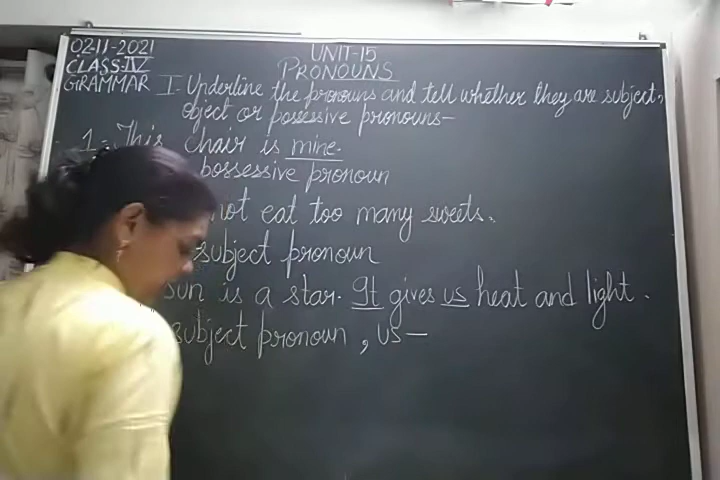 02-11-2021
CLASS-IV
GRAMMAR
UNIT-15
PRONOUNS
I- Underline the pronouns and tell whether they are subject,
object or possessive pronouns—
1- This chair is mine.
possessive pronoun
not eat too many sweets.
subject pronoun
sun is a star. It gives us heat and light.
subject pronoun, us —